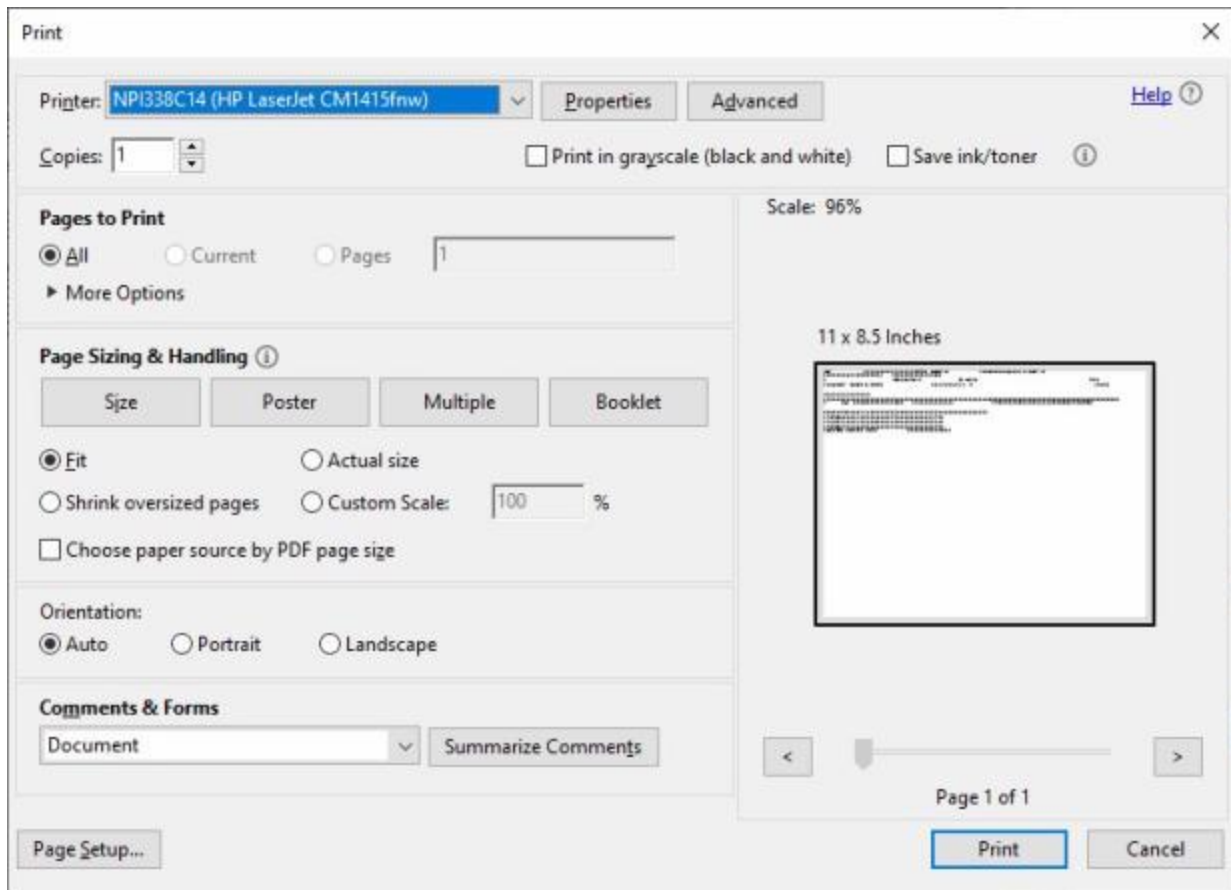 Print
Printer: NPI338C14 (HP LaserJet CM1415fnw) Properties Advanced Help ?
Copies: 1 Print in grayscale (black and white) Save ink/toner i
Pages to Print
All Current Pages 1
More Options
Page Sizing & Handling i
Size Poster Multiple Booklet
Fit Actual size
Shrink oversized pages Custom Scale: 100 %
Choose paper source by PDF page size
Orientation:
Auto Portrait Landscape
Comments & Forms
Document Summarize Comments
Scale: 96%
11 x 8.5 Inches
< >
Page 1 of 1
Page Setup... Print Cancel